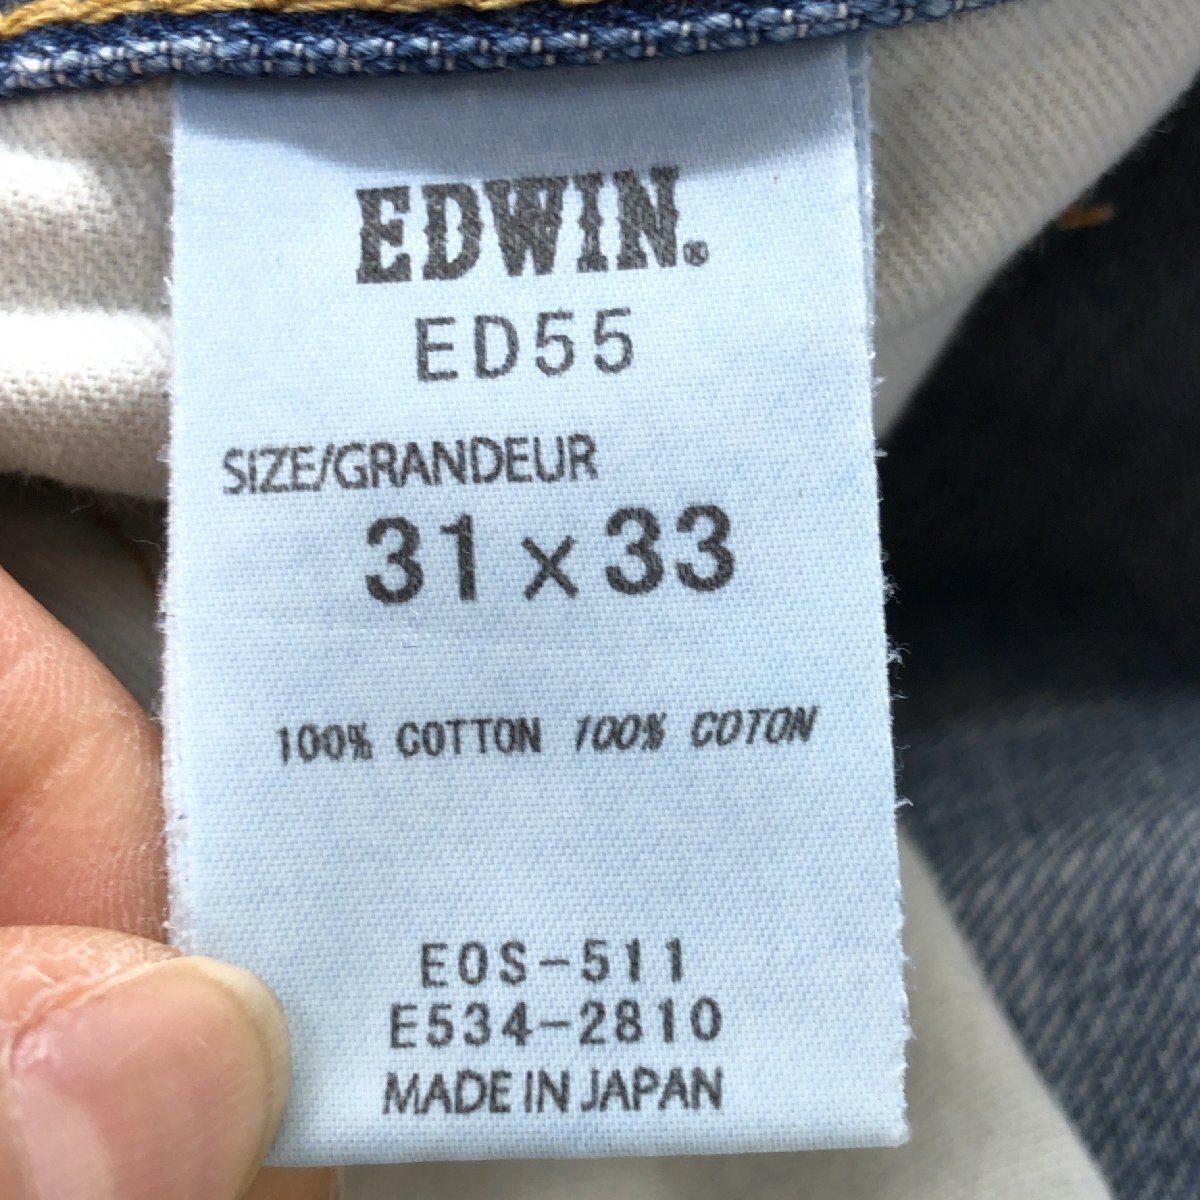 EDWIN®
ED55
SIZE/GRANDEUR
31 × 33
100% COTTON 100% COTON
EOS-511
E534-2810
MADE IN JAPAN